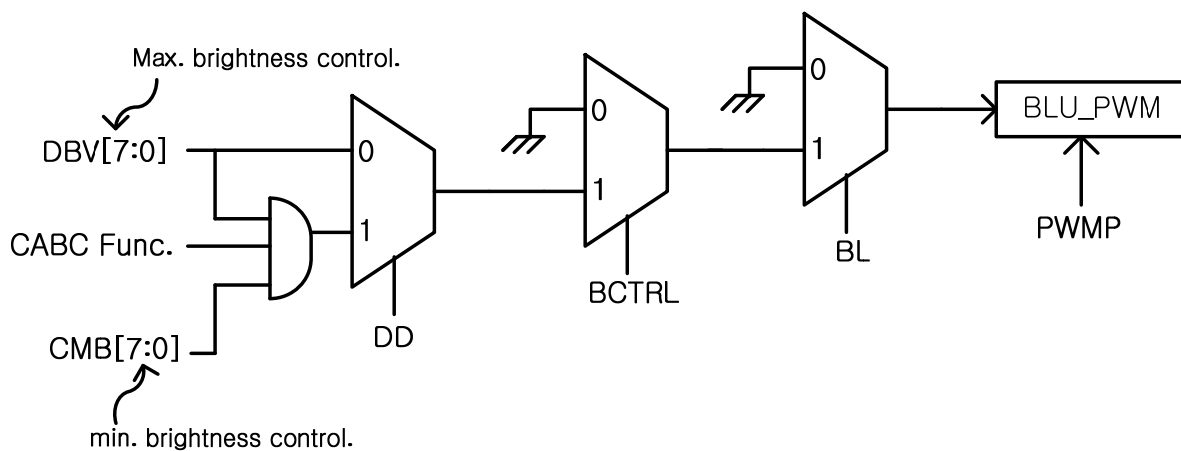 Max. brightness control.
DBV[7:0]
CABC Func.
CMB[7:0]
min. brightness control.
0
1
DD
0
1
BCTRL
0
1
BL
BLU_PWM
PWMP